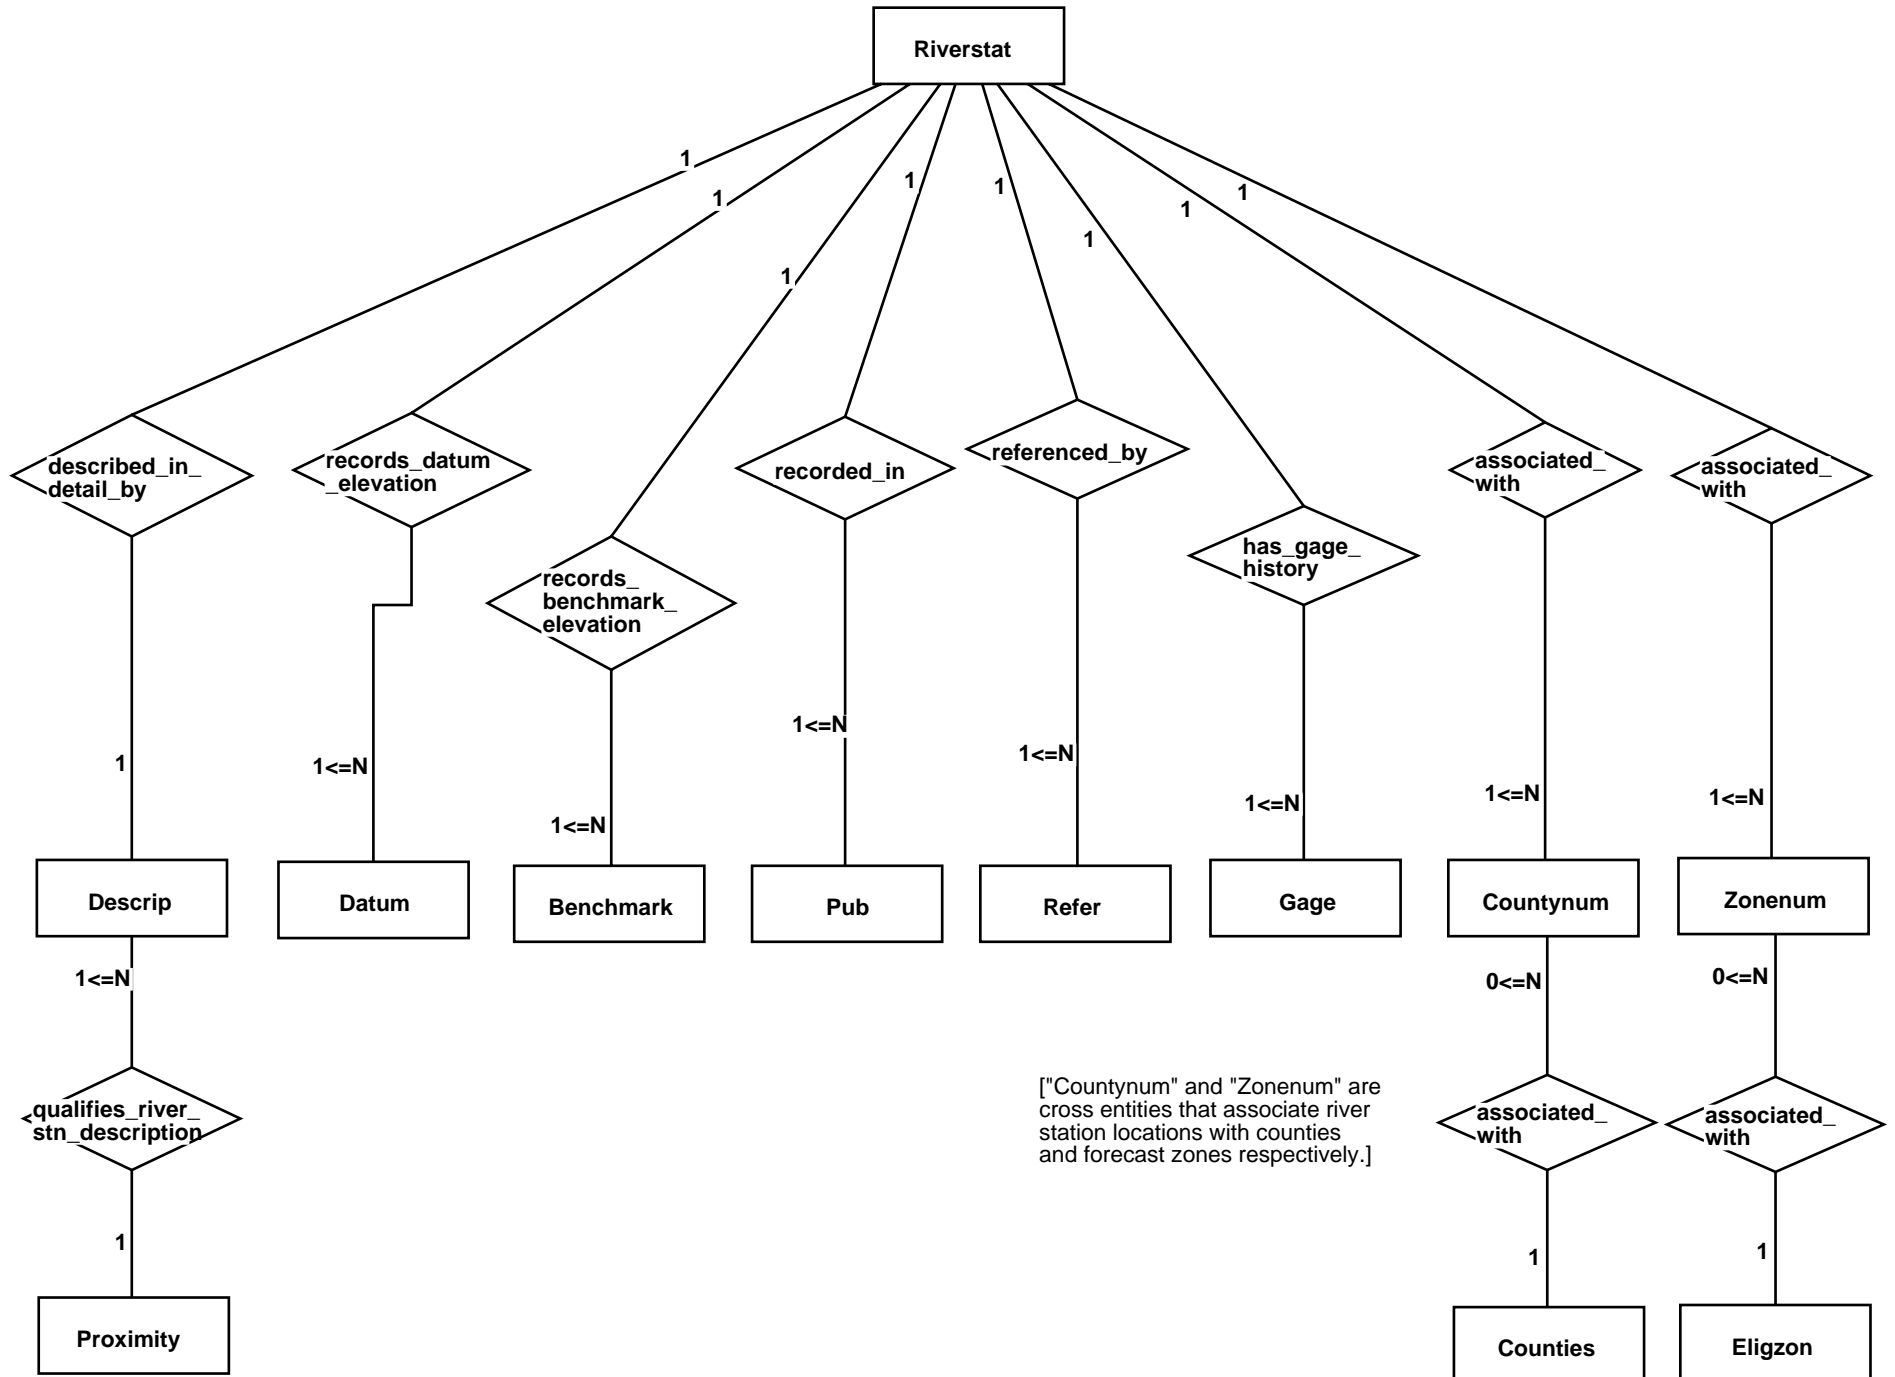 Riverstat
1
1
1
1
1
1
1
1
described_in_
detail_by
records_datum
_elevation
records_
benchmark_
elevation
recorded_in
referenced_by
has_gage_
history
associated_
with
associated_
with
1
1<=N
1<=N
1<=N
1<=N
1<=N
1<=N
1<=N
Descrip
Datum
Benchmark
Pub
Refer
Gage
Countynum
Zonenum
1<=N
0<=N
0<=N
qualifies_river_
stn_description
["Countynum" and "Zonenum" are
cross entities that associate river
station locations with counties
and forecast zones respectively.]
associated_
with
associated_
with
1
1
1
Proximity
Counties
Eligzon